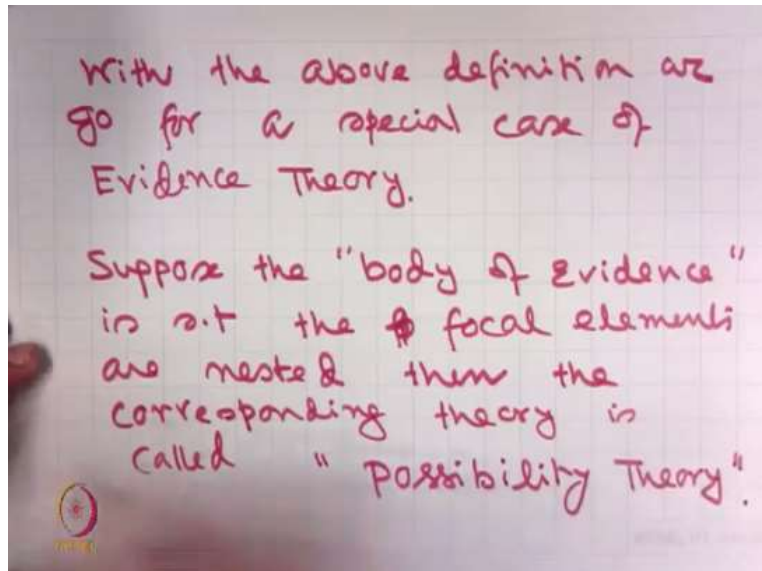 With the above definition we
go for a special case of
Evidence Theory.
Suppose the "body of Evidence"
is s.t the focal elements
are nested then the
corresponding theory is
called " Possibility Theory".